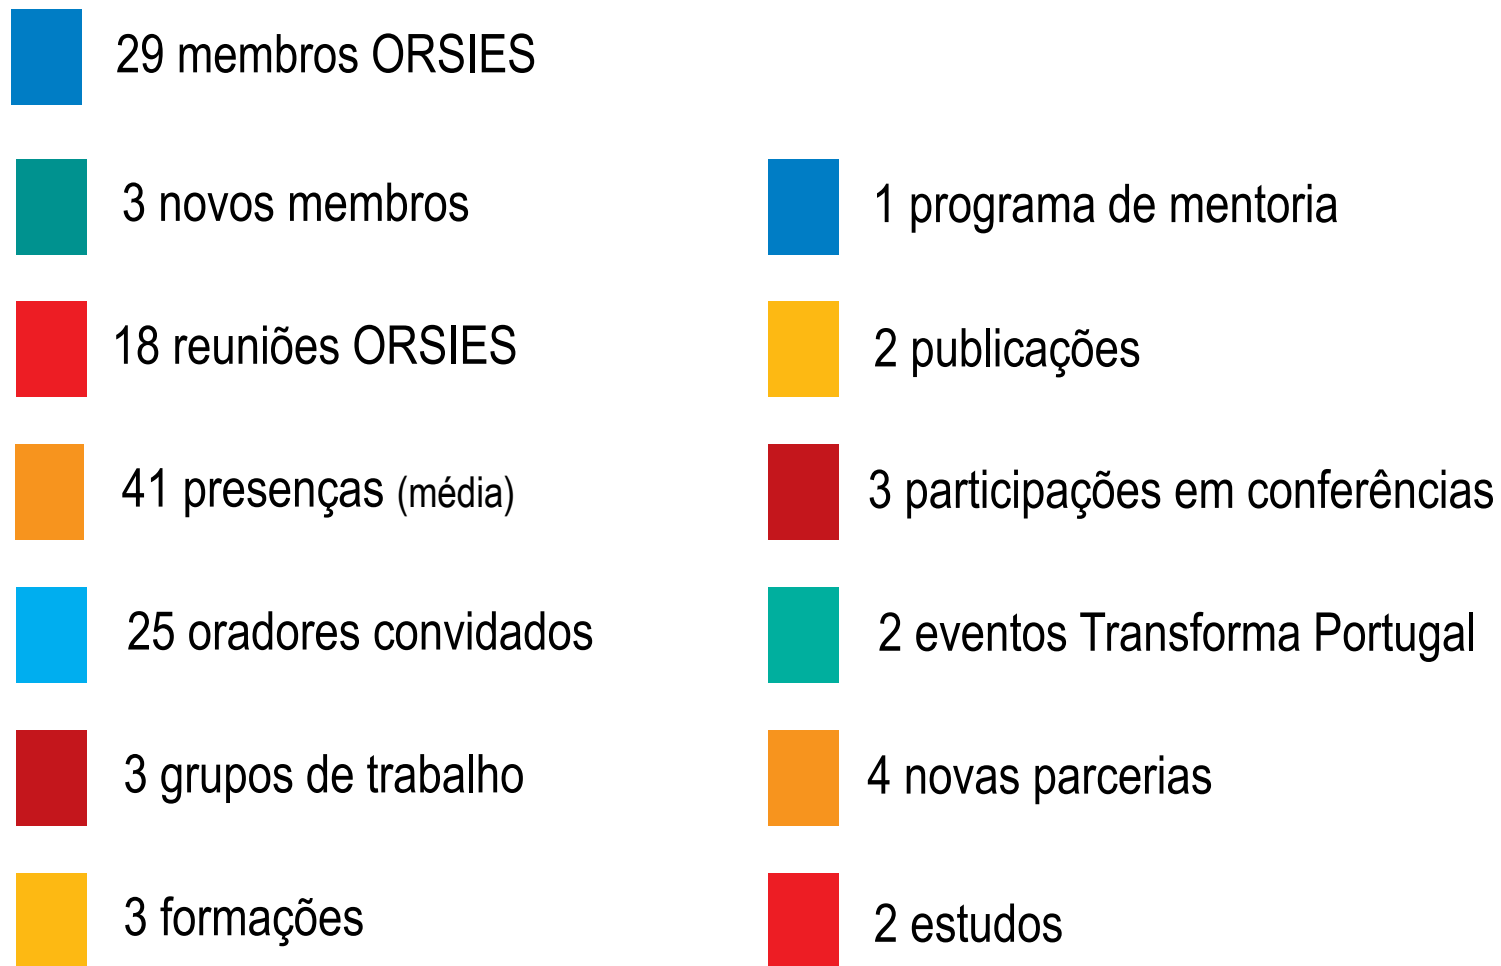 29 membros ORSIES
3 novos membros
18 reuniões ORSIES
41 presenças (média)
25 oradores convidados
3 grupos de trabalho
3 formações
1 programa de mentoria
2 publicações
3 participações em conferências
2 eventos Transforma Portugal
4 novas parcerias
2 estudos